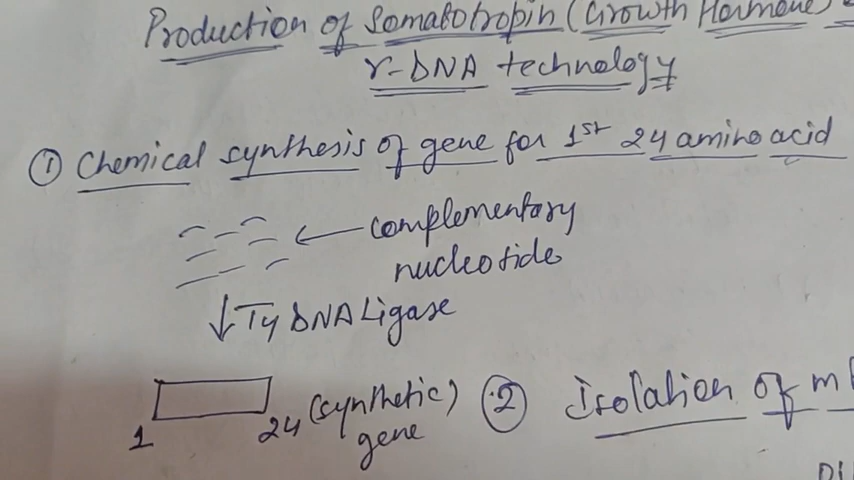 Production of Somatotropin (Growth Hormone)
r-DNA technology
① Chemical synthesis of gene for 1st 24 amino acid
complementary
nucleotide
↓ T4 DNA Ligase
1 24 (synthetic)
gene
② Isolation of m